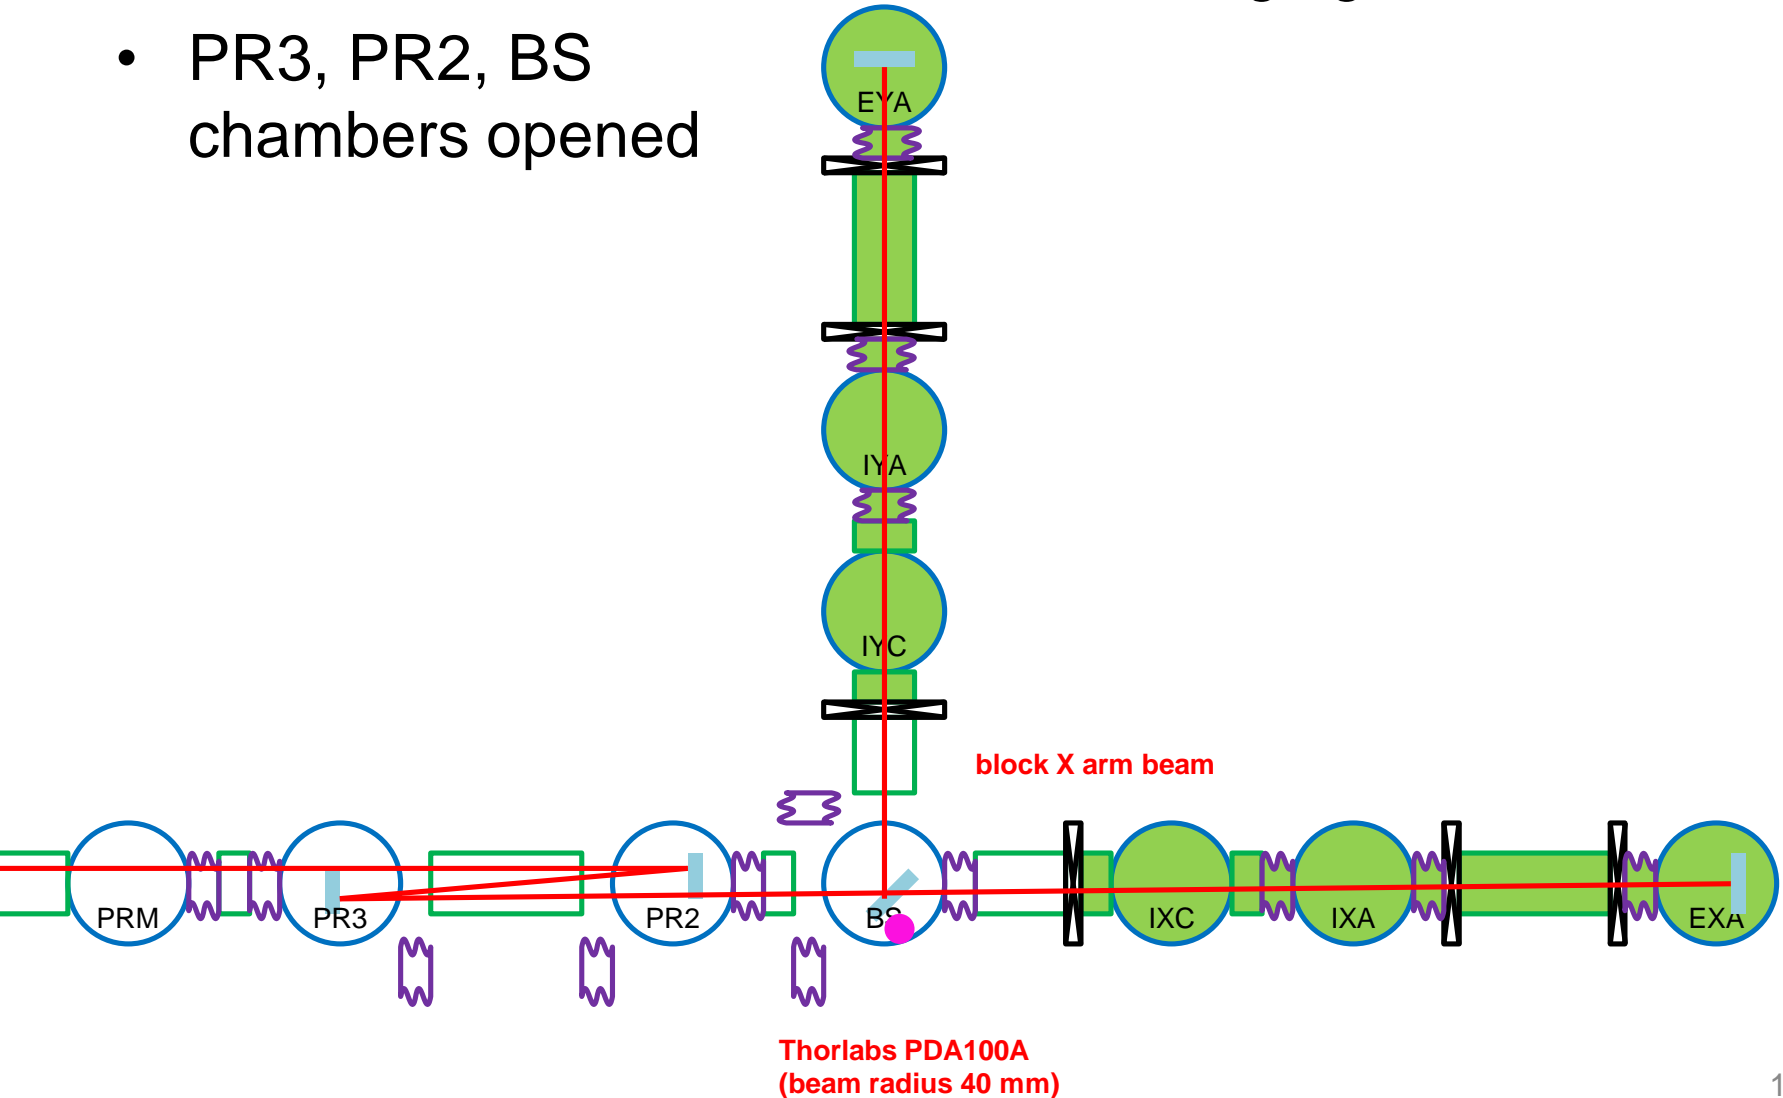 • PR3, PR2, BS
chambers opened
EYA
IYA
IYC
block X arm beam
PRM
PR3
PR2
BS
IXC
IXA
EXA
Thorlabs PDA100A
(beam radius 40 mm)